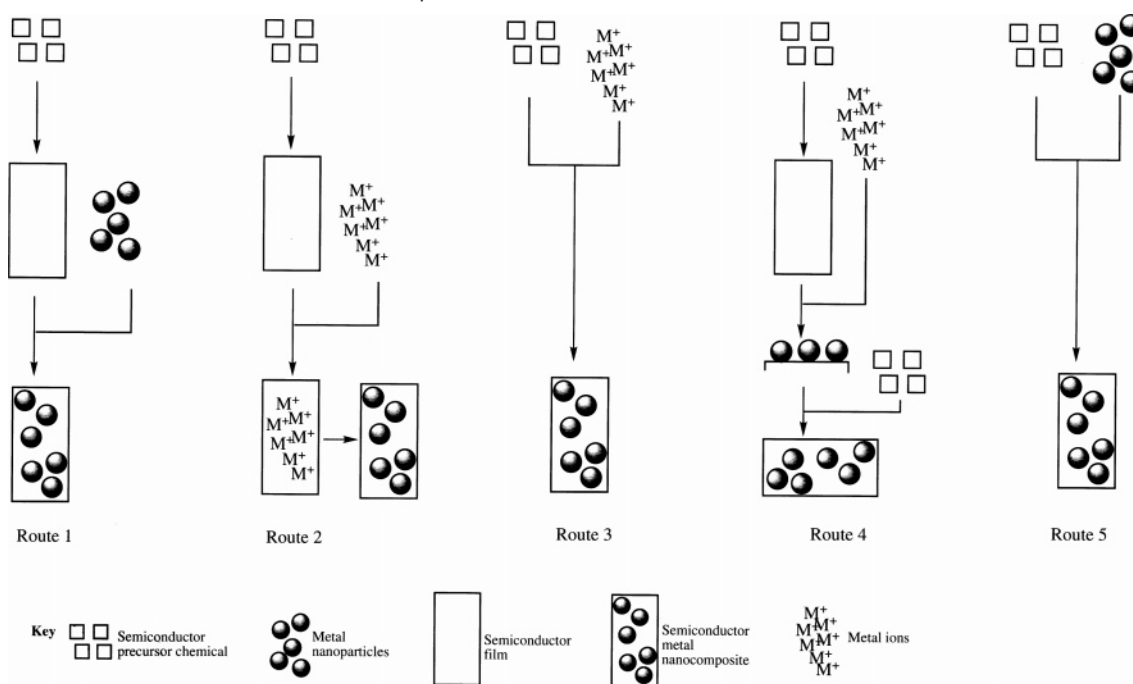 M⁺
M⁺M⁺
M⁺M⁺
M⁺
M⁺
M⁺
M⁺M⁺
M⁺M⁺
M⁺
M⁺
M⁺
M⁺M⁺
M⁺M⁺
M⁺
M⁺
M⁺
M⁺M⁺
M⁺M⁺
M⁺
M⁺
Route 1
Route 2
Route 3
Route 4
Route 5
Key
Semiconductor
precursor chemical
Metal
nanoparticles
Semiconductor
film
Semiconductor
metal
nanocomposite
M⁺
M⁺M⁺
M⁺M⁺
M⁺
M⁺
Metal ions